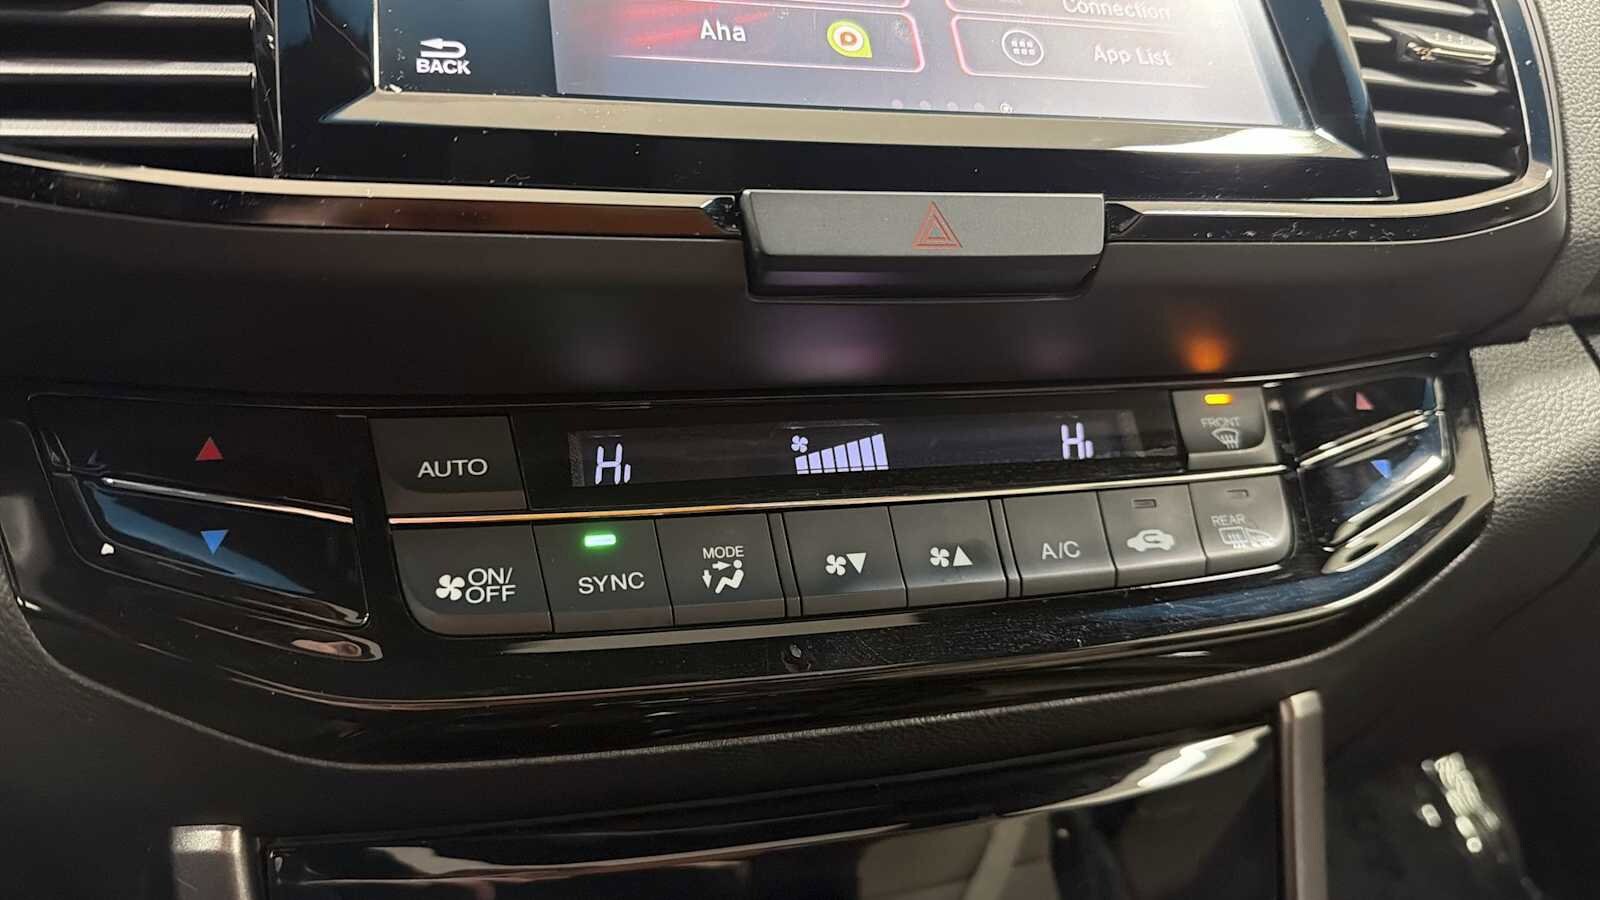 Connection
Aha
App List
BACK
AUTO
Hi
Hi
FRONT
ON/
OFF
SYNC
MODE
A/C
REAR